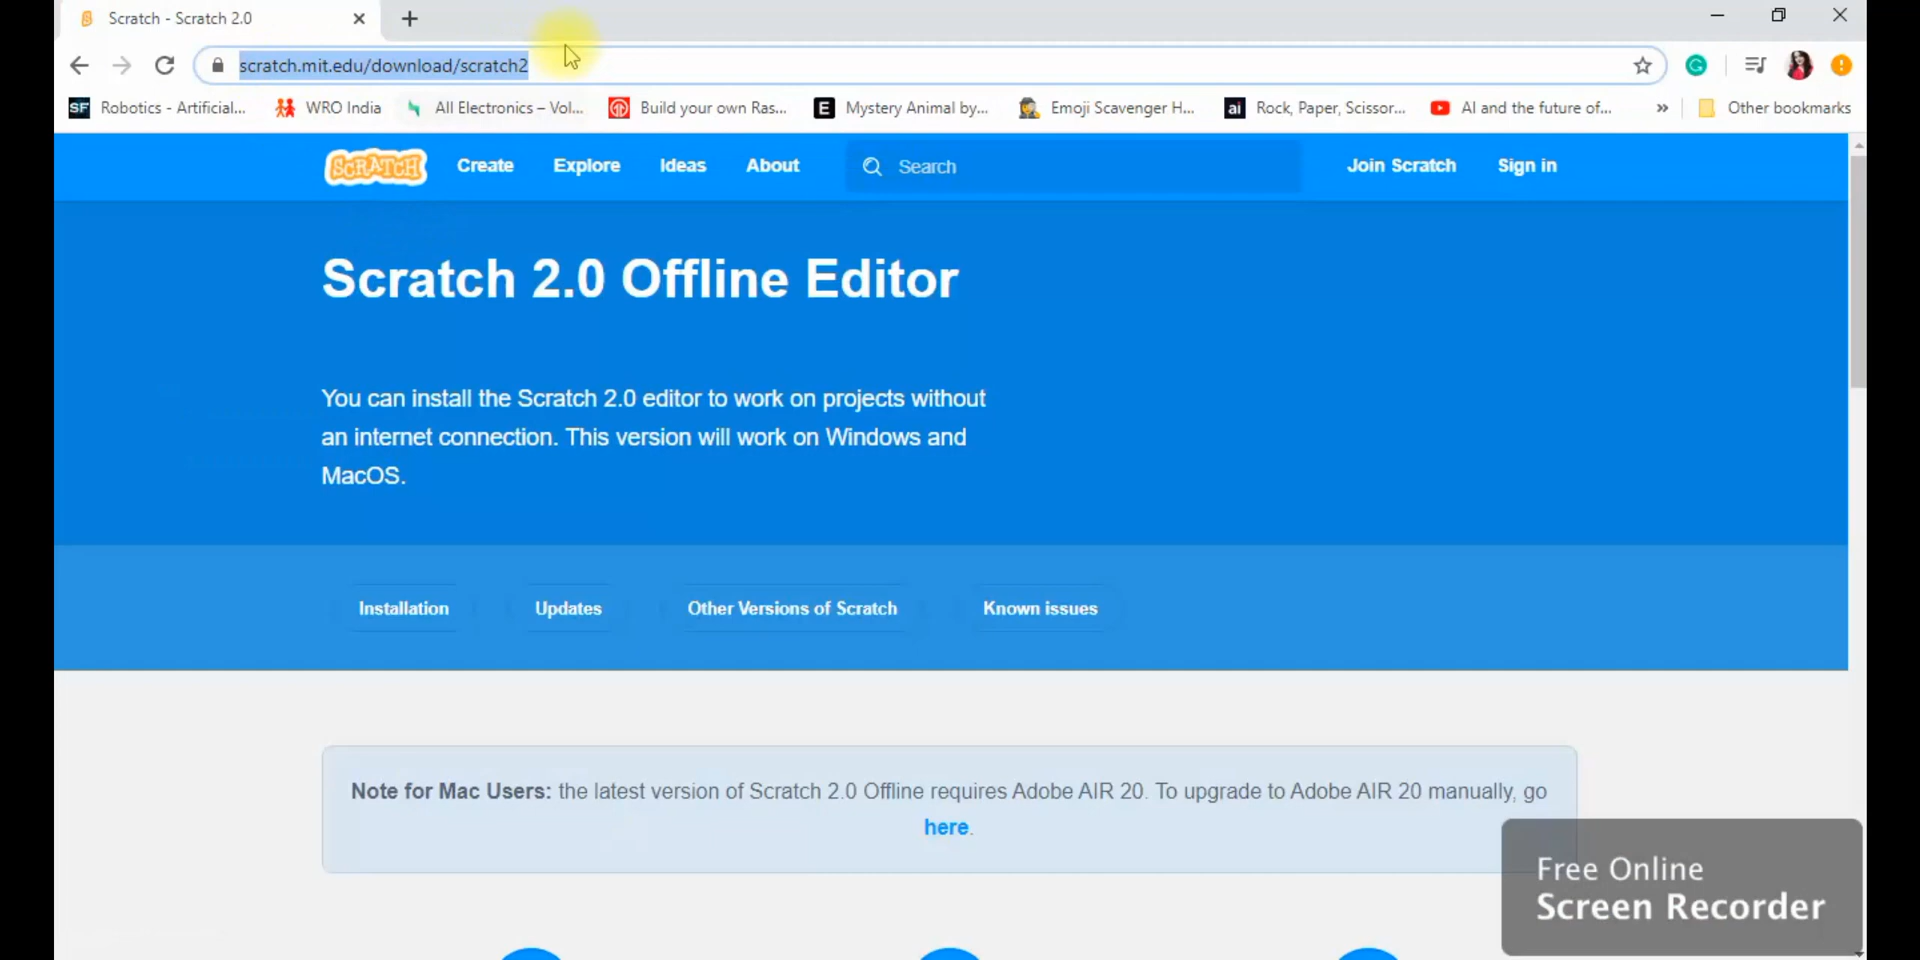 Scratch - Scratch 2.0
scratch.mit.edu/download/scratch2
SF Robotics - Artificial... WRO India All Electronics – Vol... Build your own Ras... E Mystery Animal by... Emoji Scavenger H... ai Rock, Paper, Scissor... AI and the future of... » Other bookmarks
SCRATCH Create Explore Ideas About Search Join Scratch Sign in
Scratch 2.0 Offline Editor
You can install the Scratch 2.0 editor to work on projects without
an internet connection. This version will work on Windows and
MacOS.
Installation Updates Other Versions of Scratch Known issues
Note for Mac Users: the latest version of Scratch 2.0 Offline requires Adobe AIR 20. To upgrade to Adobe AIR 20 manually, go
here.
Free Online
Screen Recorder